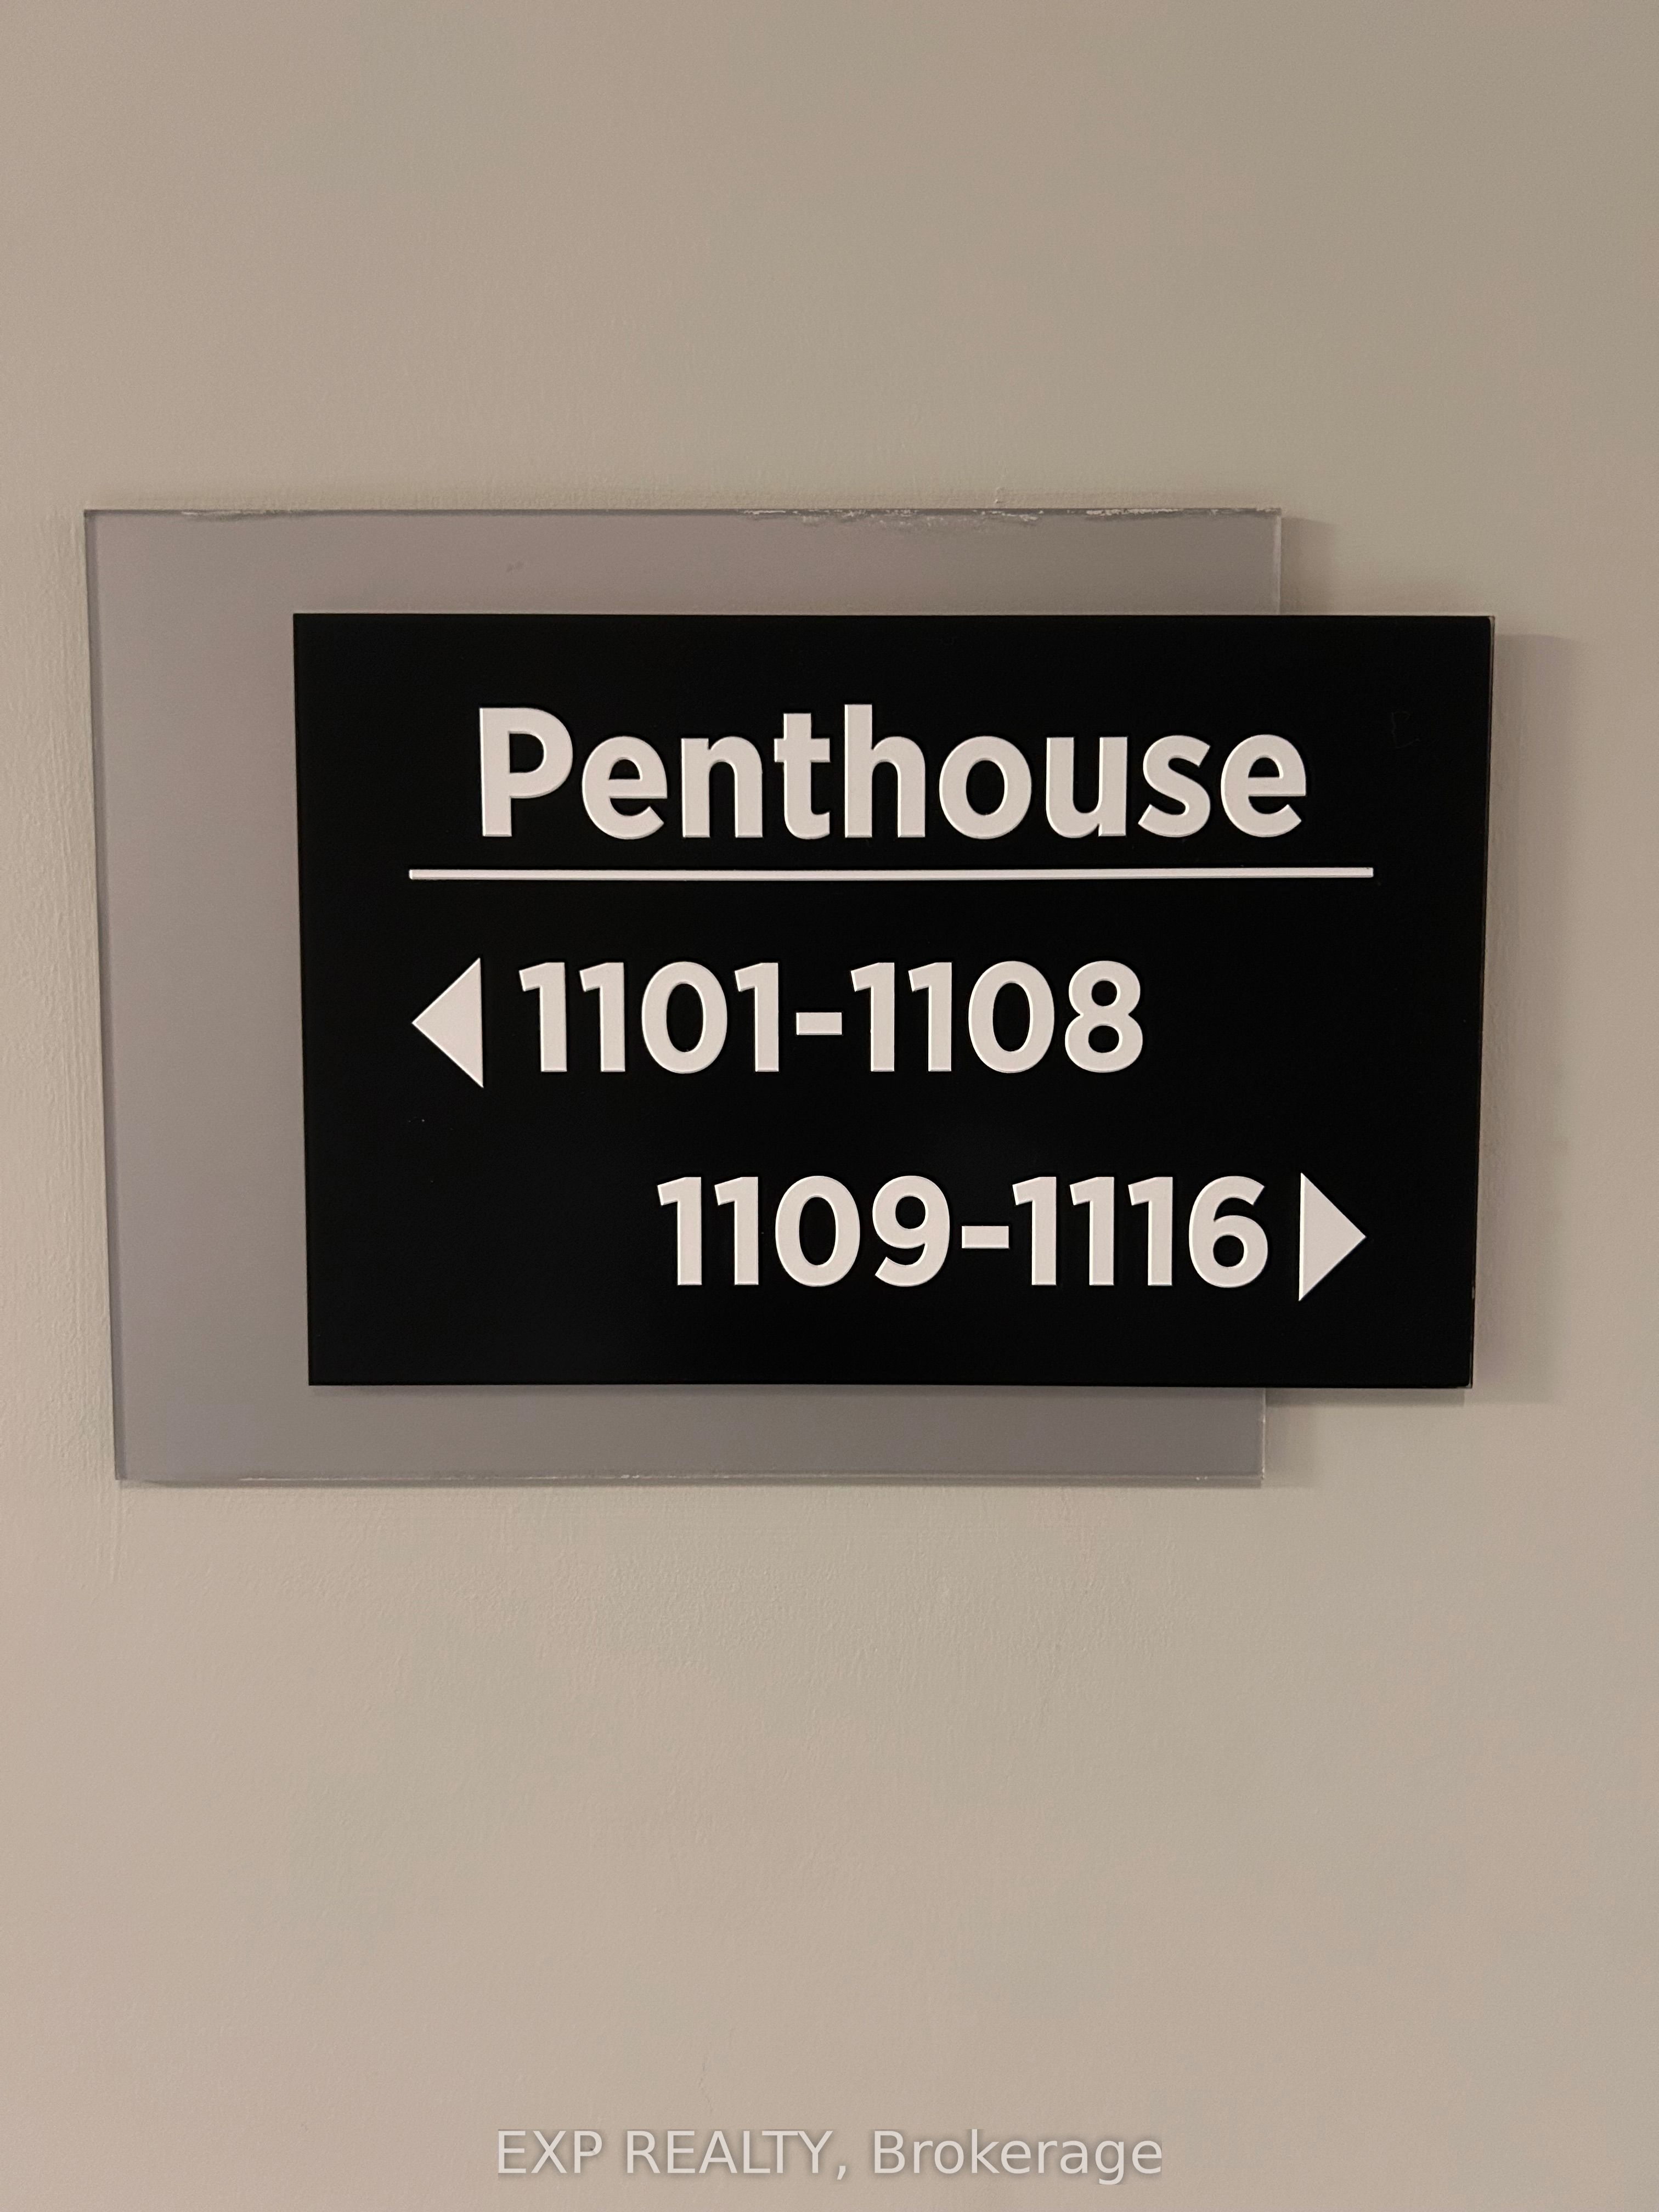 Penthouse
1101-1108
1109-1116
EXP REALTY, Brokerage